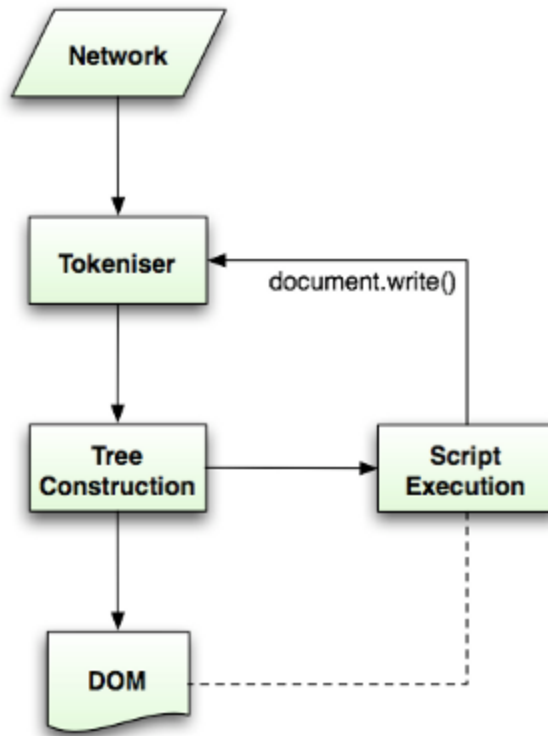 Network
Tokeniser
document.write()
Tree
Construction
Script
Execution
DOM